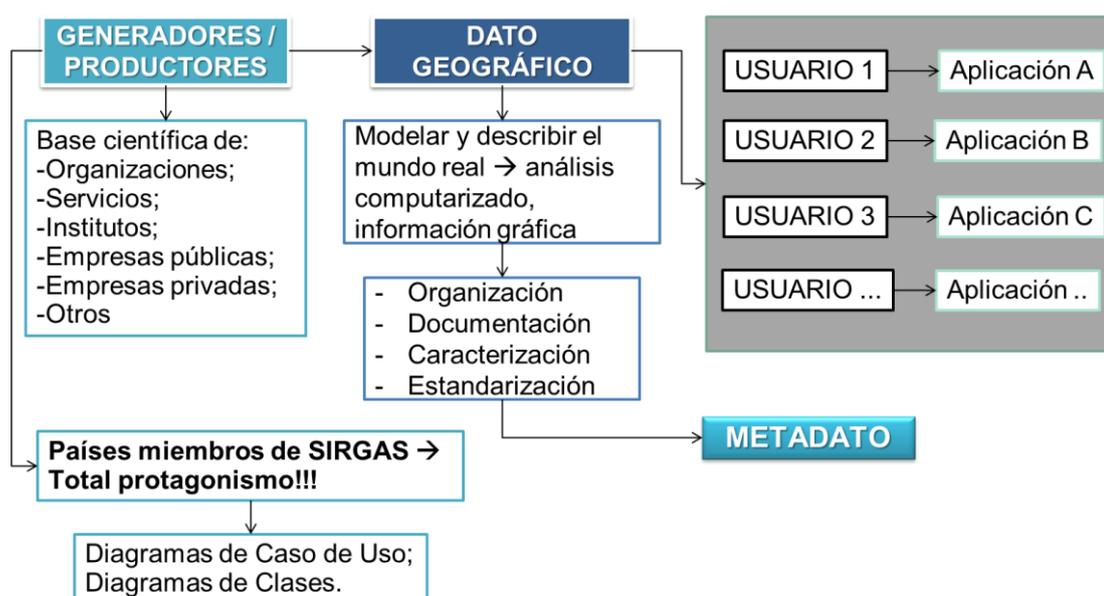 GENERADORES /
PRODUCTORES
DATO
GEOGRÁFICO
USUARIO 1
Aplicación A
USUARIO 2
Aplicación B
USUARIO 3
Aplicación C
USUARIO ...
Aplicación ..
Base científica de:
-Organizaciones;
-Servicios;
-Institutos;
-Empresas públicas;
-Empresas privadas;
-Otros
Modelar y describir el
mundo real → análisis
computarizado,
información gráfica
- Organización
- Documentación
- Caracterización
- Estandarización
METADATO
Países miembros de SIRGAS →
Total protagonismo!!!
Diagramas de Caso de Uso;
Diagramas de Clases.